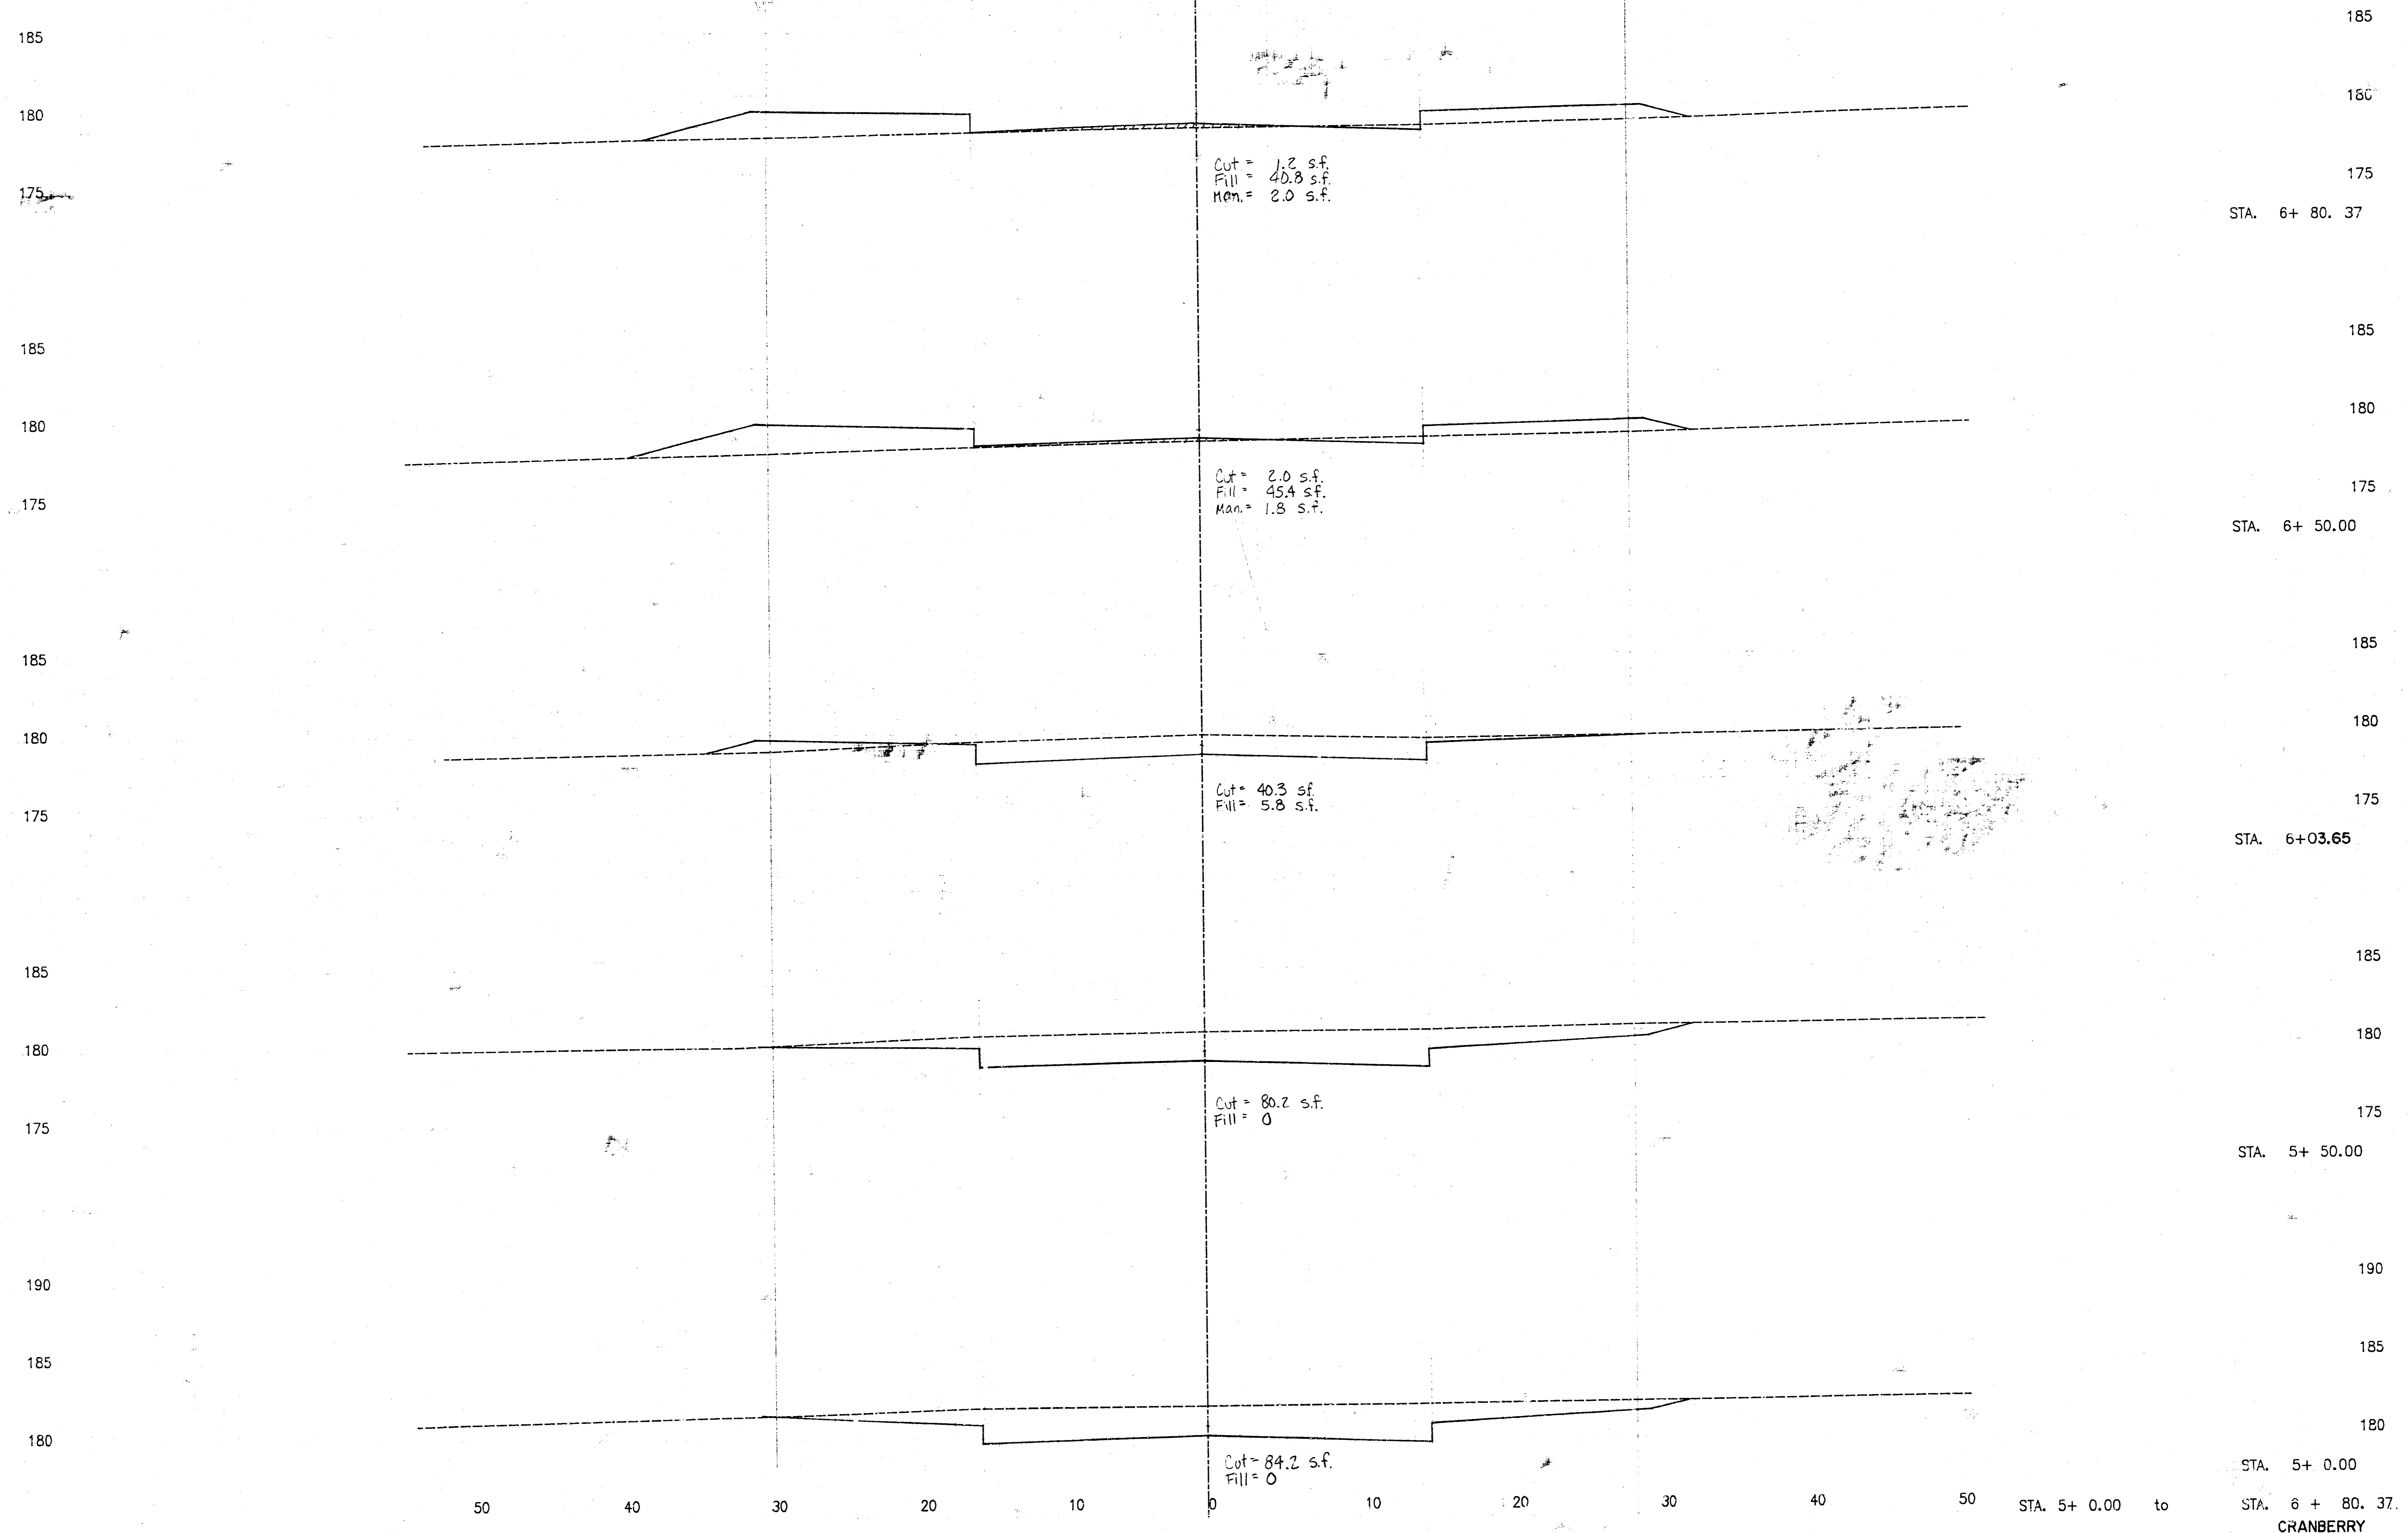 185 185
180 180
Cut = 1.2 s.f.
Fill = 40.8 s.f.
Man. = 2.0 s.f.
175 175
STA. 6+ 80. 37
185 185
180 180
Cut = 2.0 s.f.
Fill = 45.4 s.f.
Man. = 1.8 s.f.
175 175
STA. 6+ 50.00
185 185
180 180
Cut = 40.3 sf.
Fill = 5.8 s.f.
175 175
STA. 6+03.65
185 185
180 180
Cut = 80.2 s.f.
Fill = 0
175 175
STA. 5+ 50.00
190 190
185 185
180 180
Cut = 84.2 s.f.
Fill = 0
STA. 5+ 0.00
50 40 30 20 10 0 10 20 30 40 50 STA. 5+ 0.00 to STA. 6 + 80. 37.
CRANBERRY